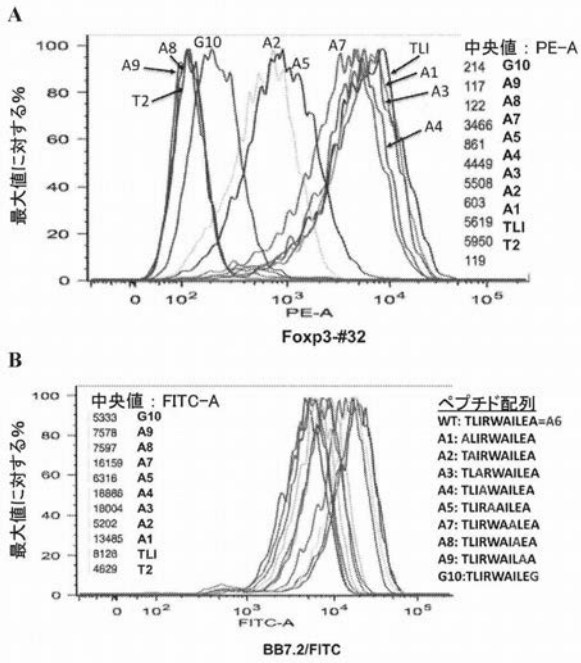 A
最大値に対する%
100
80
60
40
20
0
A8
G10
A2
A7
TLI
A9
A5
A1
T2
A3
A4
0 10² 10³ 10⁴ 10⁵
PE-A
Foxp3-#32
中央値：PE-A
214 G10
117 A9
122 A8
3466 A7
861 A5
4449 A4
5508 A3
603 A2
5619 A1
5950 TLI
119 T2
B
最大値に対する%
100
80
60
40
20
0
中央値：FITC-A
5333 G10
7578 A9
7597 A8
16159 A7
6316 A5
A4
18004 A3
5202 A2
13485 A1
8128 TLI
4629 T2
0 10² 10³ 10⁴ 10⁵
FITC-A
BB7.2/FITC
ペプチド配列
WT: TLIRWAILEA=A6
A1: ALIRWAILEA
A2: TAIRWAILEA
A3: TLARWAILEA
A4: TLIAWAILEA
A5: TLIRAAILEA
A7: TLIRWAALEA
A8: TLIRWAIAEA
A9: TLIRWAILAA
G10:TLIRWAILEG